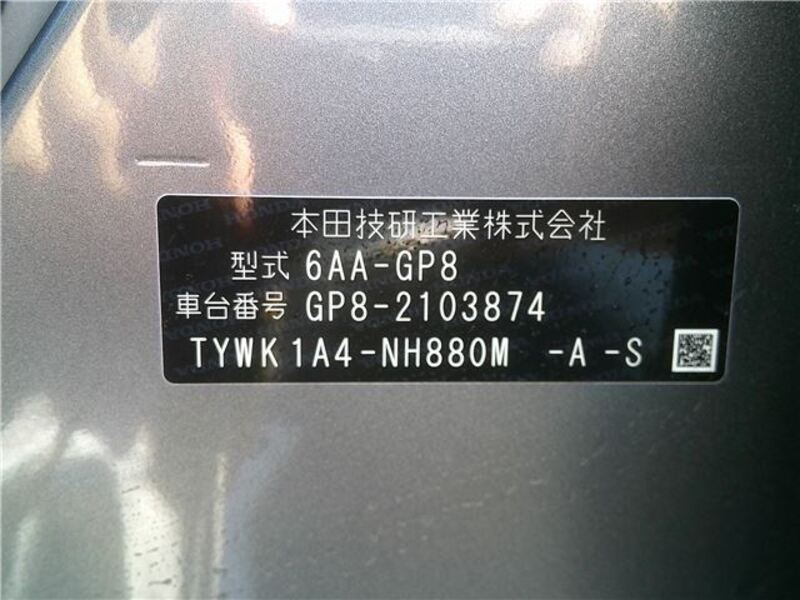 本田技研工業株式会社
型式 6AA-GP8
車台番号 GP8-2103874
TYWK1A4-NH880M -A -S